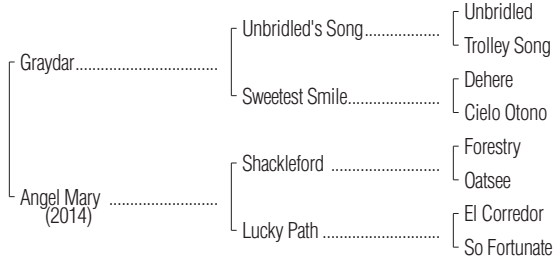 Unbridled
Unbridled's Song..................
Trolley Song
Graydar.................................
Dehere
Sweetest Smile......................
Cielo Otono
Forestry
Shackleford .........................
Oatsee
Angel Mary .........................
(2014)
El Corredor
Lucky Path ...........................
So Fortunate